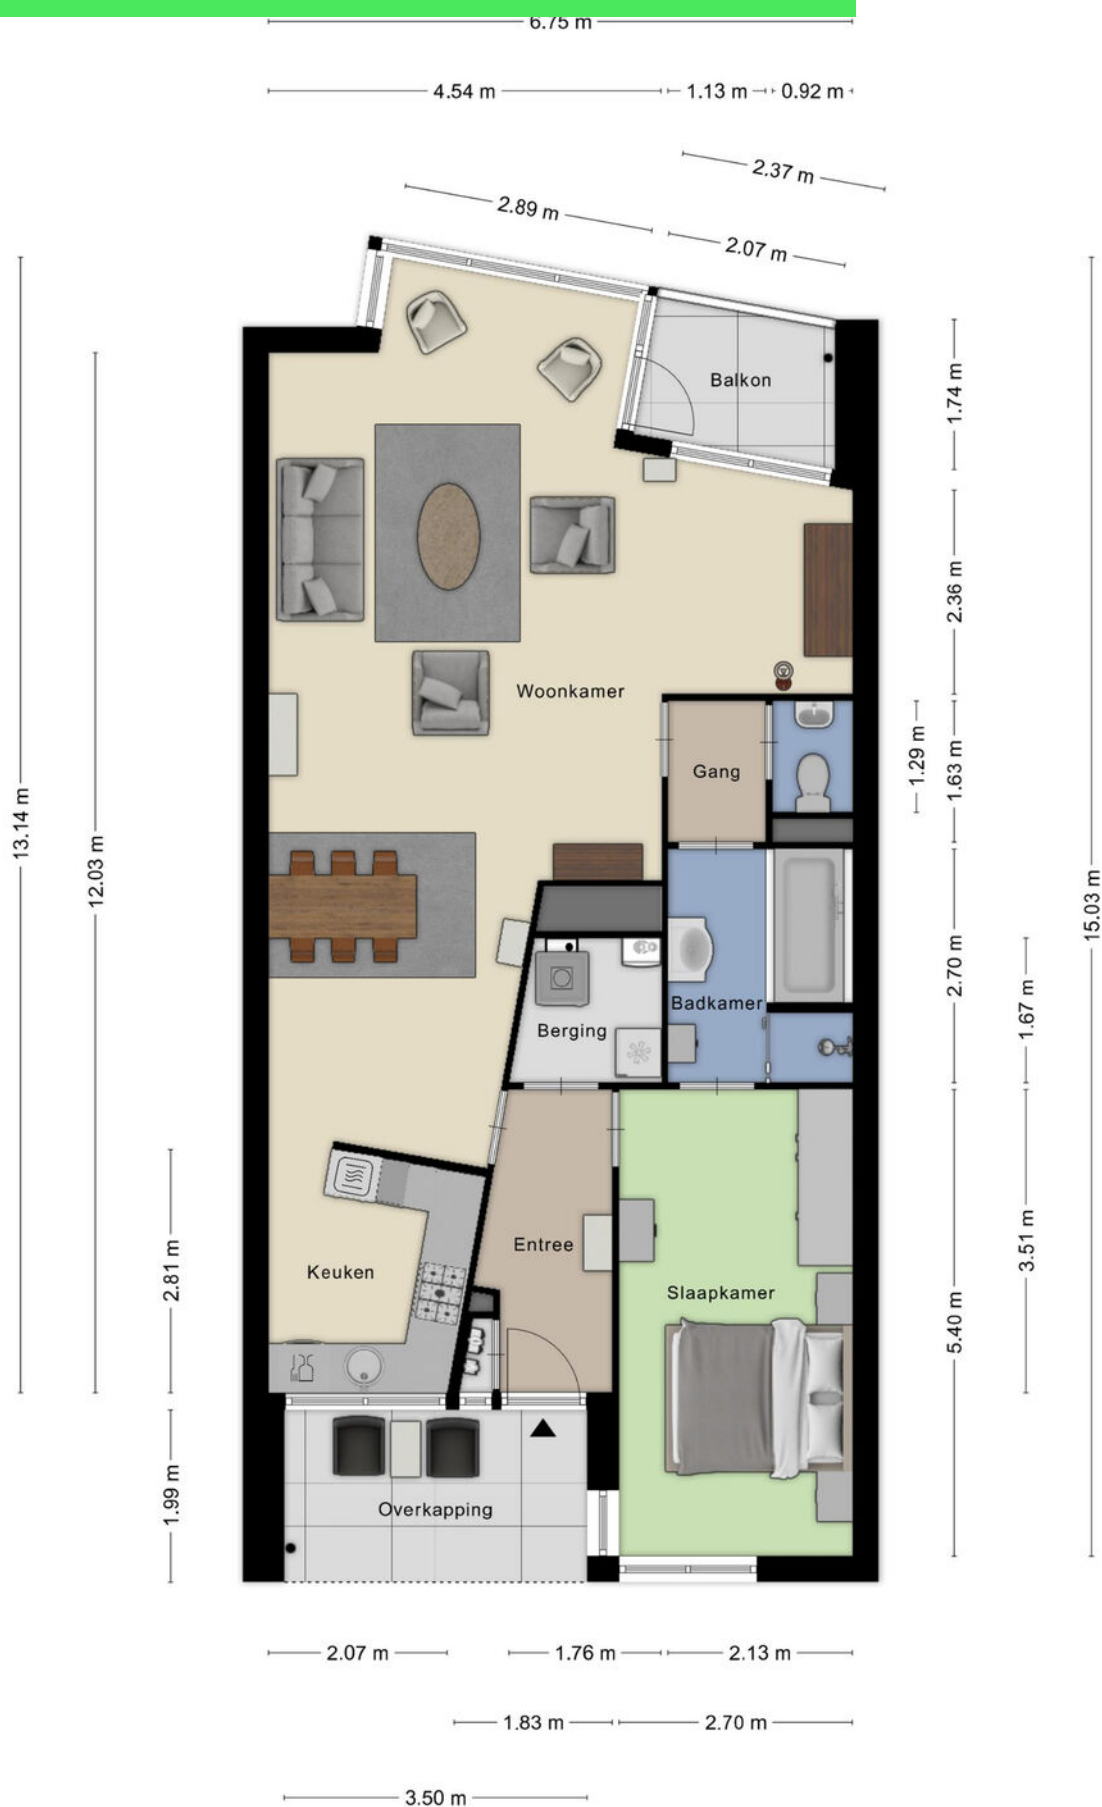 6.75 m
4.54 m
1.13 m
0.92 m
2.37 m
2.89 m
2.07 m
Balkon
1.74 m
2.36 m
Woonkamer
Gang
1.29 m
1.63 m
13.14 m
12.03 m
15.03 m
2.70 m
1.67 m
Badkamer
Berging
Entree
3.51 m
2.81 m
Keuken
Slaapkamer
5.40 m
1.99 m
Overkapping
2.07 m
1.76 m
2.13 m
1.83 m
2.70 m
3.50 m